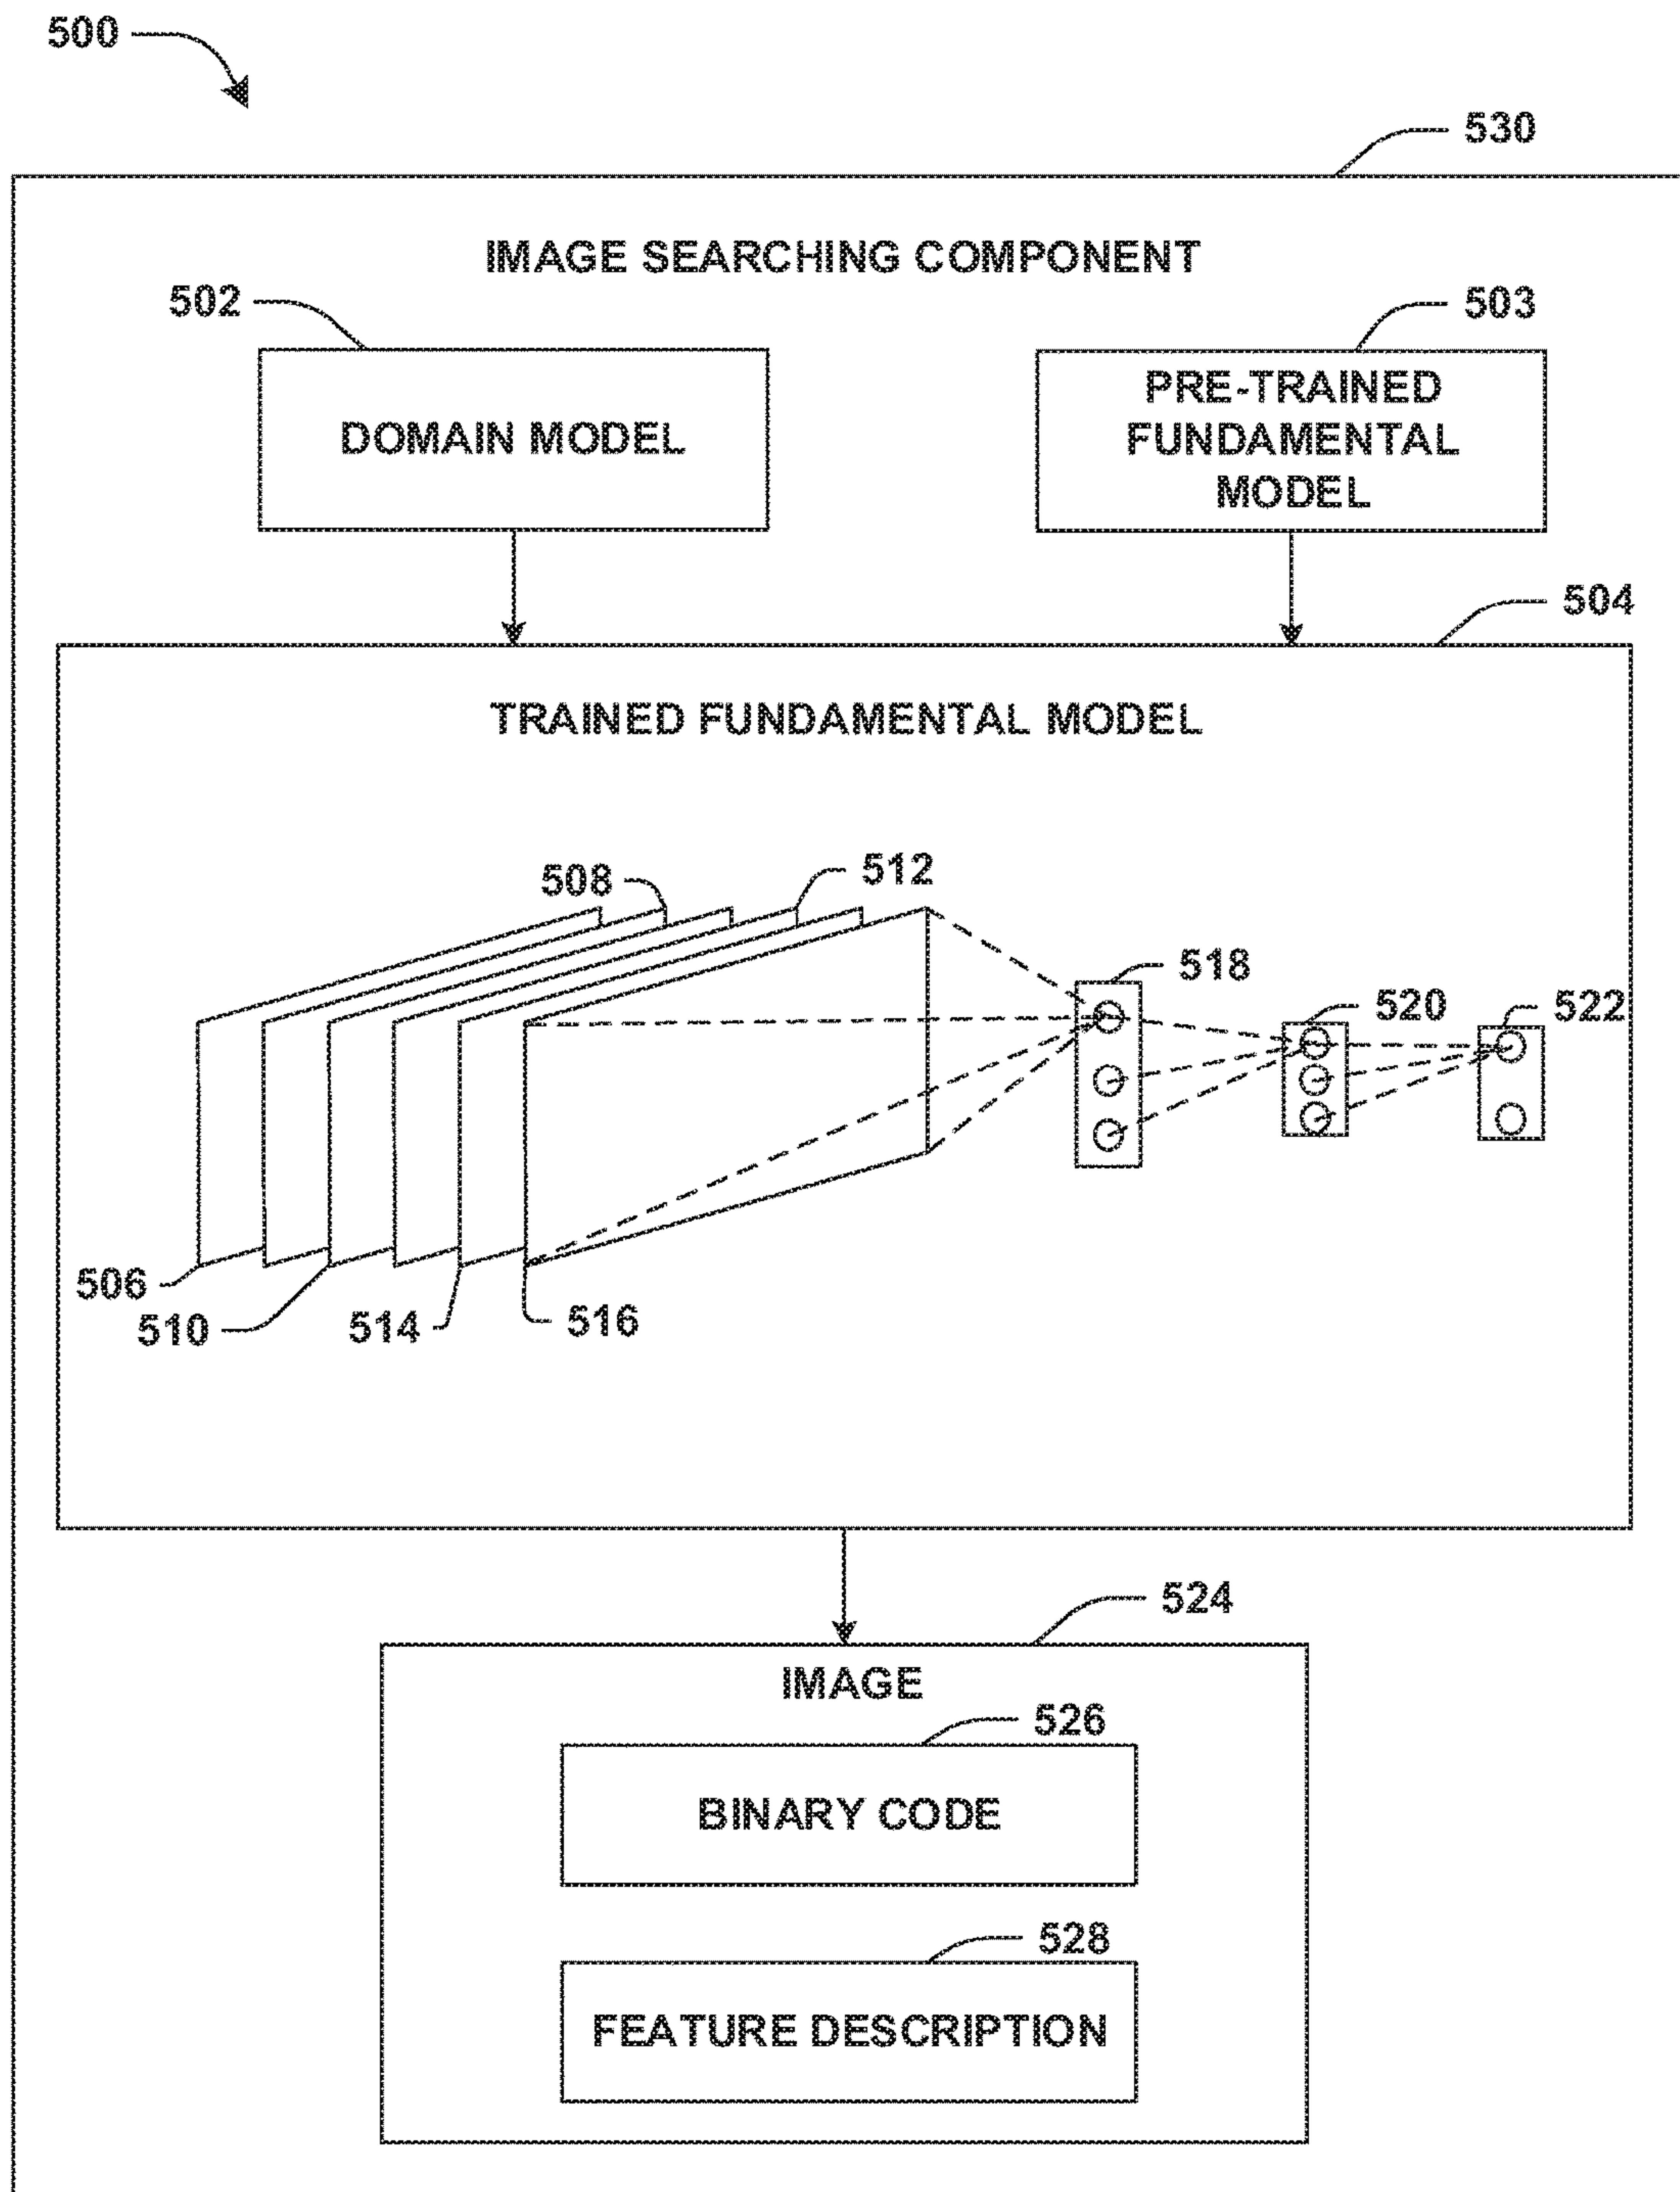 500
530
IMAGE SEARCHING COMPONENT
502
503
DOMAIN MODEL
PRE-TRAINED
FUNDAMENTAL
MODEL
504
TRAINED FUNDAMENTAL MODEL
508
512
518
520
522
506
510
514
516
524
IMAGE
526
BINARY CODE
528
FEATURE DESCRIPTION